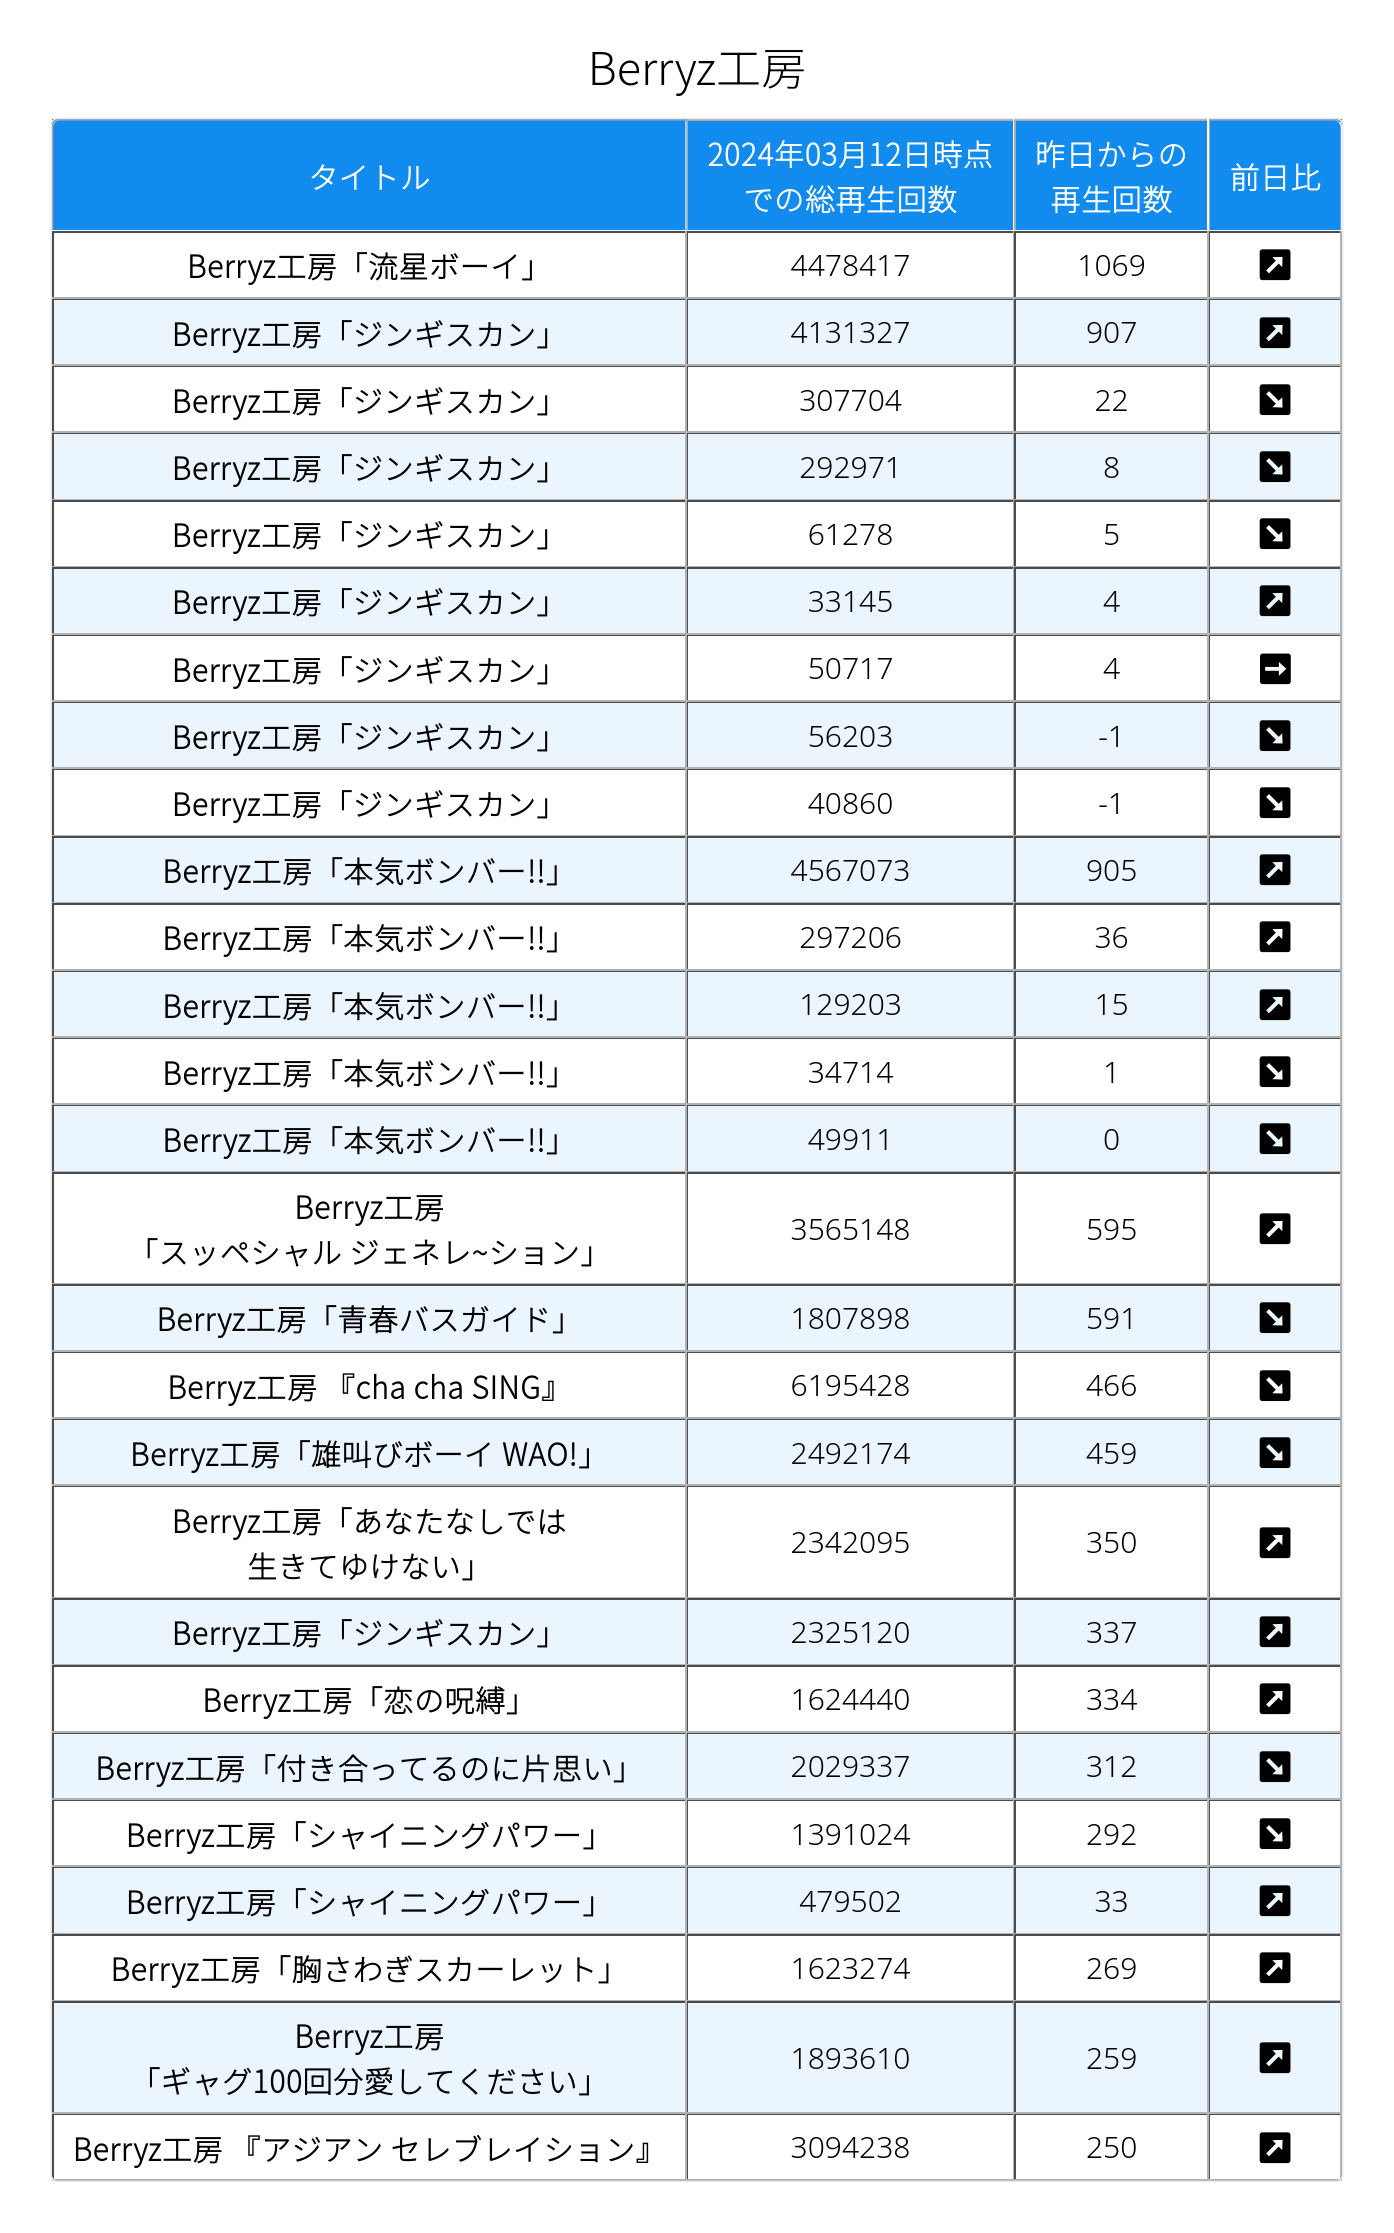 Berryz工房
タイトル
2024年03月12日時点
での総再生回数
昨日からの
再生回数
前日比
Berryz工房「流星ボーイ」 4478417 1069 ↗
Berryz工房「ジンギスカン」 4131327 907 ↗
Berryz工房「ジンギスカン」 307704 22 ↘
Berryz工房「ジンギスカン」 292971 8 ↘
Berryz工房「ジンギスカン」 61278 5 ↘
Berryz工房「ジンギスカン」 33145 4 ↗
Berryz工房「ジンギスカン」 50717 4 →
Berryz工房「ジンギスカン」 56203 -1 ↘
Berryz工房「ジンギスカン」 40860 -1 ↘
Berryz工房「本気ボンバー!!」 4567073 905 ↗
Berryz工房「本気ボンバー!!」 297206 36 ↗
Berryz工房「本気ボンバー!!」 129203 15 ↗
Berryz工房「本気ボンバー!!」 34714 1 ↘
Berryz工房「本気ボンバー!!」 49911 0 ↘
Berryz工房
「スッペシャル ジェネレ~ション」 3565148 595 ↗
Berryz工房「青春バスガイド」 1807898 591 ↘
Berryz工房 『cha cha SING』 6195428 466 ↘
Berryz工房「雄叫びボーイ WAO!」 2492174 459 ↘
Berryz工房「あなたなしでは
生きてゆけない」 2342095 350 ↗
Berryz工房「ジンギスカン」 2325120 337 ↗
Berryz工房「恋の呪縛」 1624440 334 ↗
Berryz工房「付き合ってるのに片思い」 2029337 312 ↘
Berryz工房「シャイニングパワー」 1391024 292 ↘
Berryz工房「シャイニングパワー」 479502 33 ↗
Berryz工房「胸さわぎスカーレット」 1623274 269 ↗
Berryz工房
「ギャグ100回分愛してください」 1893610 259 ↗
Berryz工房 『アジアン セレブレイション』 3094238 250 ↗